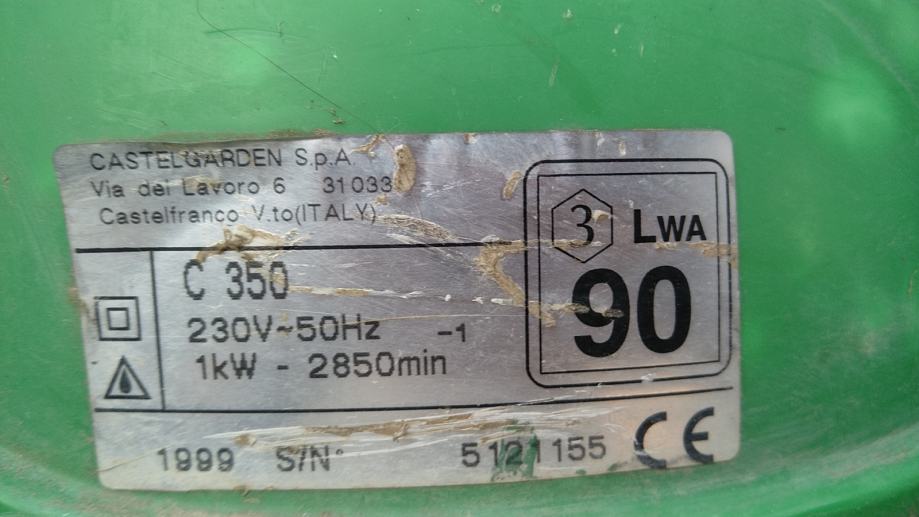 CASTELGARDEN S.p.A.
Via del Lavoro 6 31033
Castelfranco V.to(ITALY)
3 LWA
90
C 350
230V~50Hz -1
1kW - 2850min
1999 S/N° 5121155 CE